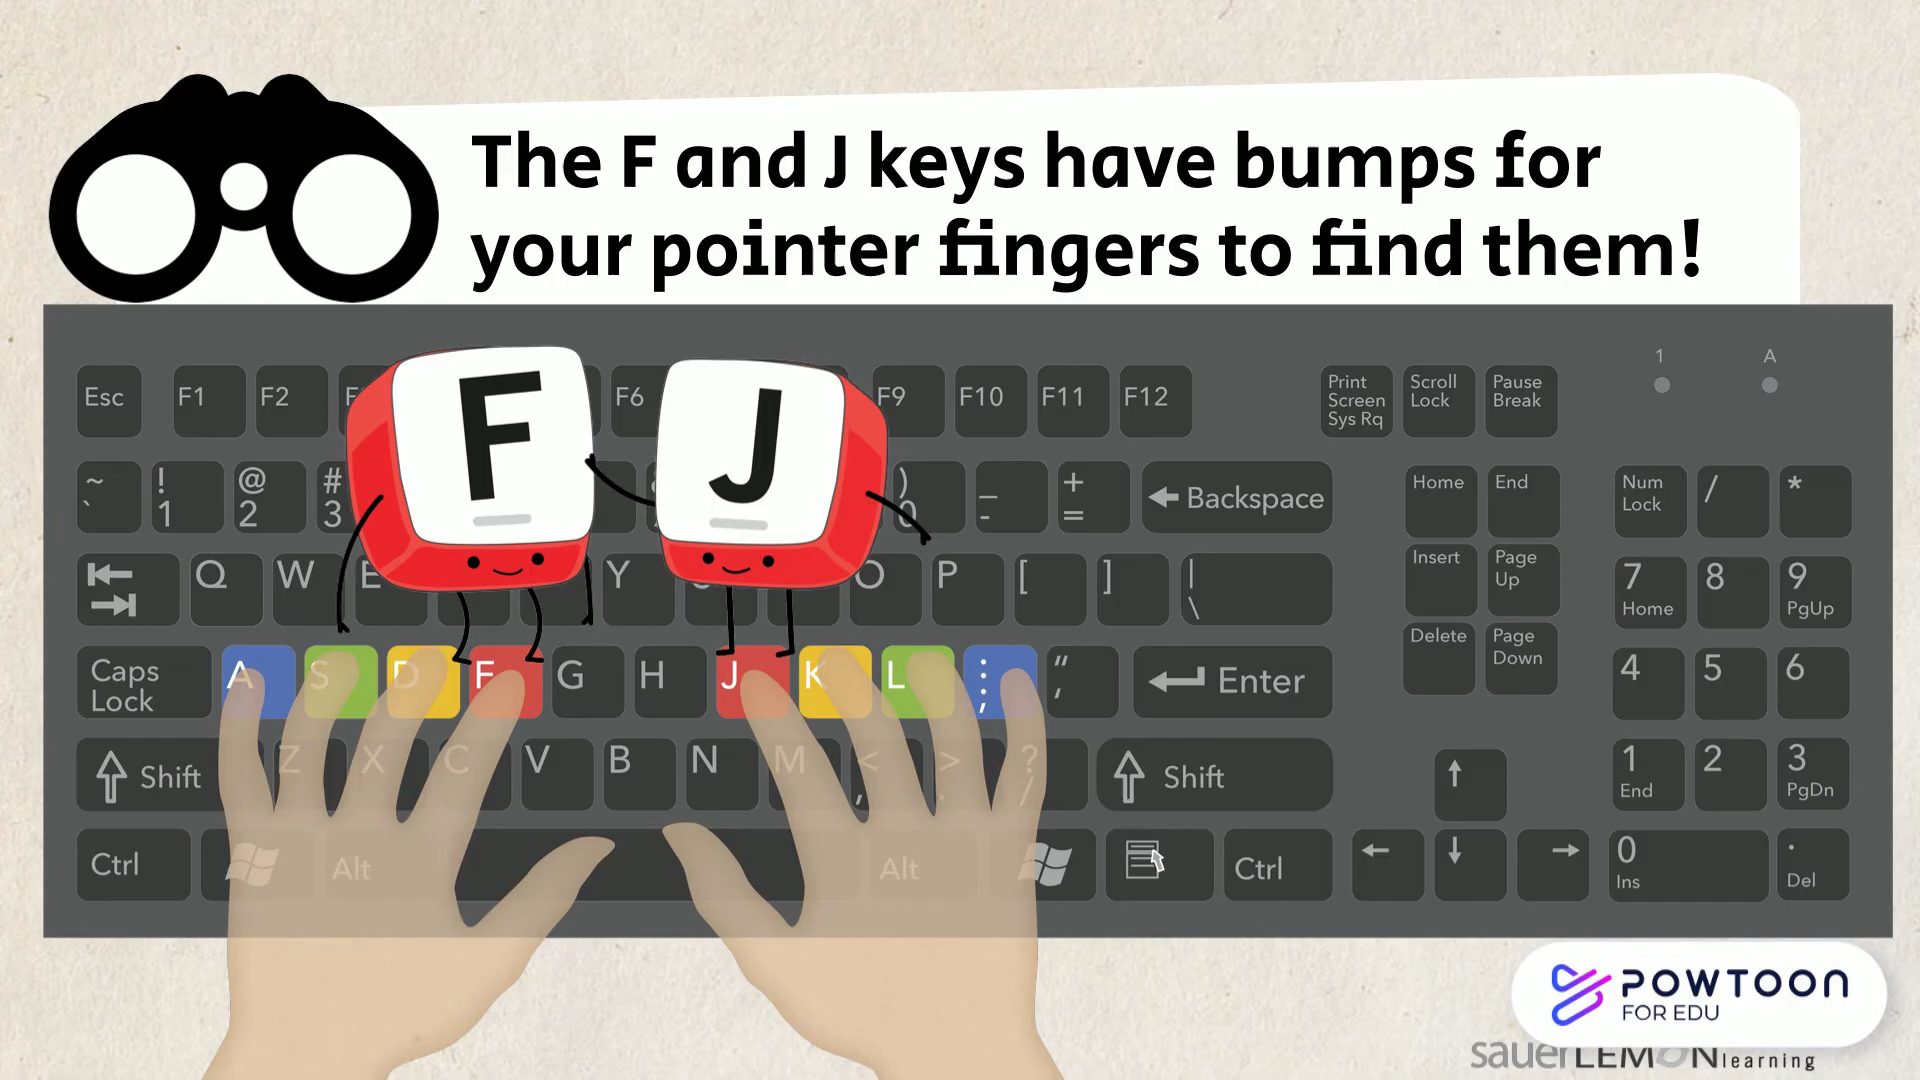 The F and J keys have bumps for
your pointer fingers to find them!
1 A
Esc F1 F2 F6 F9 F10 F11 F12 Print Screen Sys Rq Scroll Lock Pause Break
F J
~ ` ! 1 @ 2 # 3 ) 0 _ - + = Backspace Home End Num Lock / *
Q W E Y O P [ ] | \ Insert Page Up 7 Home 8 9 PgUp
Caps Lock A S D F G H J K L : ; " , Enter Delete Page Down 4 5 6
Shift Z X C V B N M < , > . ? / Shift 1 End 2 3 PgDn
Ctrl Alt Alt Ctrl 0 Ins . Del
POWTOON
FOR EDU
sauerLEMONlearning